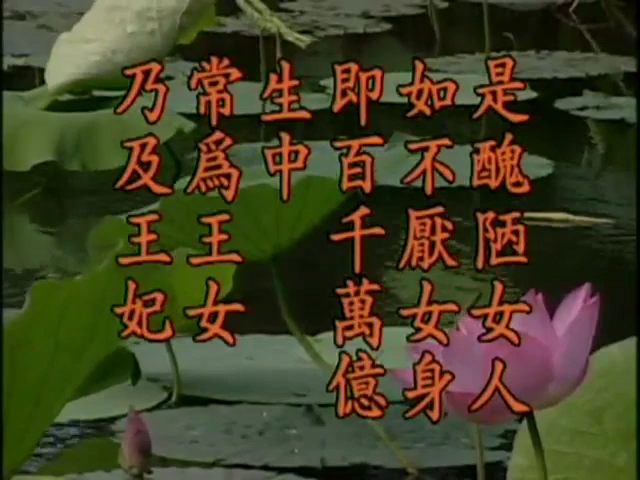 是醜陋女人
如不厭女身
即百千萬億
生中
常爲王女
乃及王妃